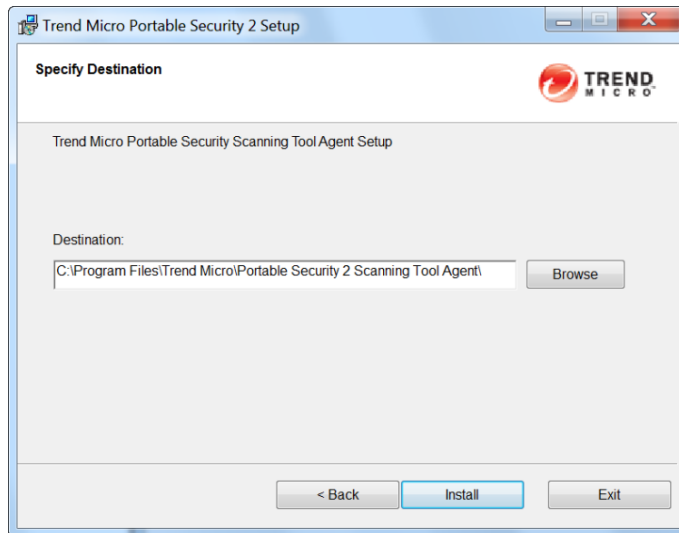 Trend Micro Portable Security 2 Setup
Specify Destination
TREND
MICRO™
Trend Micro Portable Security Scanning Tool Agent Setup
Destination:
C:\Program Files\Trend Micro\Portable Security 2 Scanning Tool Agent\
Browse
< Back
Install
Exit